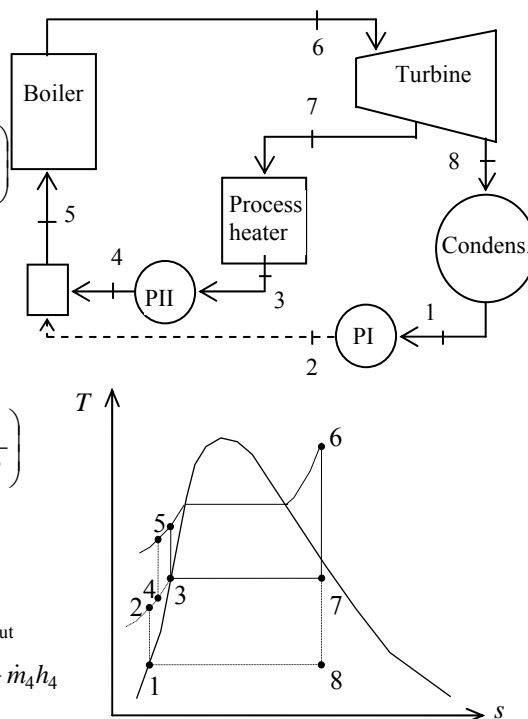 6
Turbine
Boiler
7
8
Process
heater
Condens.
5
4
PII
3
1
PI
2
T
6
5
4
2
3
7
1
8
s
out
ṁ₄h₄